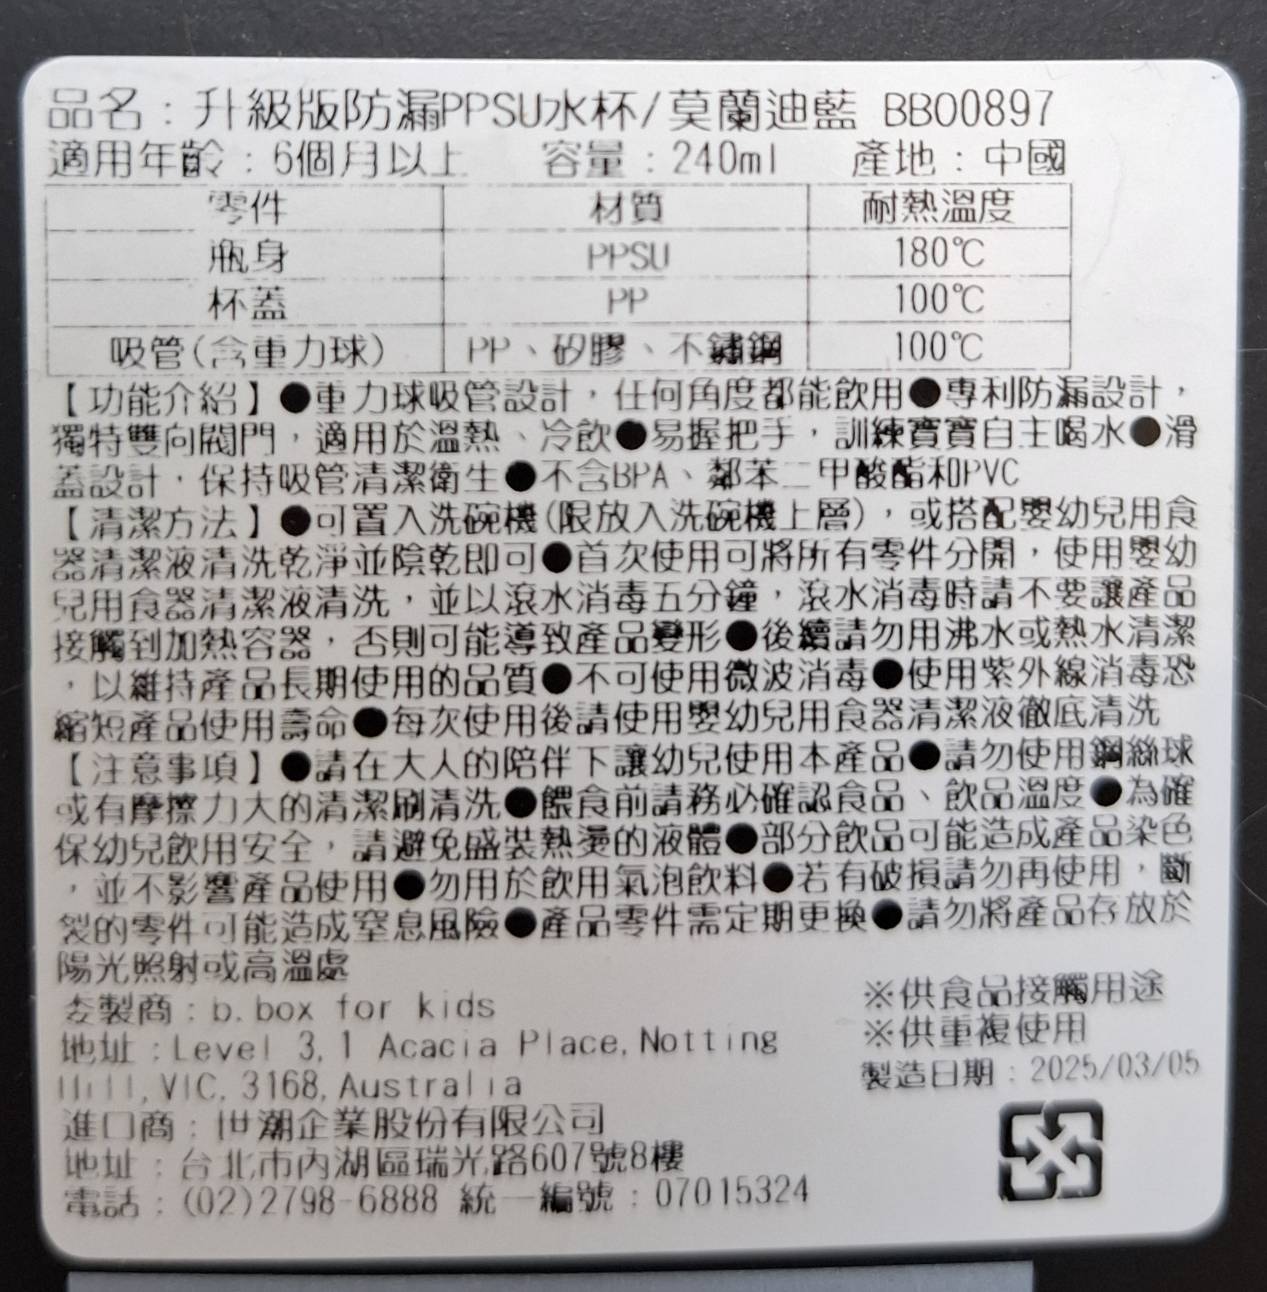 品名：升級版防漏PPSU水杯/莫蘭迪藍 BB00897
適用年齡：6個月以上 容量：240ml 產地：中國
零件 材質 耐熱溫度
瓶身 PPSU 180℃
杯蓋 PP 100℃
吸管(含重力球) PP、矽膠、不鏽鋼 100℃
【功能介紹】●重力球吸管設計，任何角度都能飲用●專利防漏設計，
獨特雙向閥門，適用於溫熱、冷飲●易握把手，訓練寶寶自主喝水●滑
蓋設計，保持吸管清潔衛生●不含BPA、鄰苯二甲酸酯和PVC
【清潔方法】●可置入洗碗機(限放入洗碗機上層)，或搭配嬰幼兒用食
器清潔液清洗乾淨並陰乾即可●首次使用可將所有零件分開，使用嬰幼
兒用食器清潔液清洗，並以滾水消毒五分鐘，滾水消毒時請不要讓產品
接觸到加熱容器，否則可能導致產品變形●後續請勿用沸水或熱水清潔
，以維持產品長期使用的品質●不可使用微波消毒●使用紫外線消毒恐
縮短產品使用壽命●每次使用後請使用嬰幼兒用食器清潔液徹底清洗
【注意事項】●請在大人的陪伴下讓幼兒使用本產品●請勿使用鋼絲球
或有摩擦力大的清潔刷清洗●餵食前請務必確認食品、飲品溫度●為確
保幼兒飲用安全，請避免盛裝熱燙的液體●部分飲品可能造成產品染色
，並不影響產品使用●勿用於飲用氣泡飲料●若有破損請勿再使用，斷
裂的零件可能造成窒息風險●產品零件需定期更換●請勿將產品存放於
陽光照射或高溫處
委製商：b.box for kids
地址：Level 3,1 Acacia Place,Notting
Hill,VIC,3168,Australia
進口商：世潮企業股份有限公司
地址：台北市內湖區瑞光路607號8樓
電話：(02)2798-6888 統一編號：07015324
※供食品接觸用途
※供重複使用
製造日期：2025/03/05